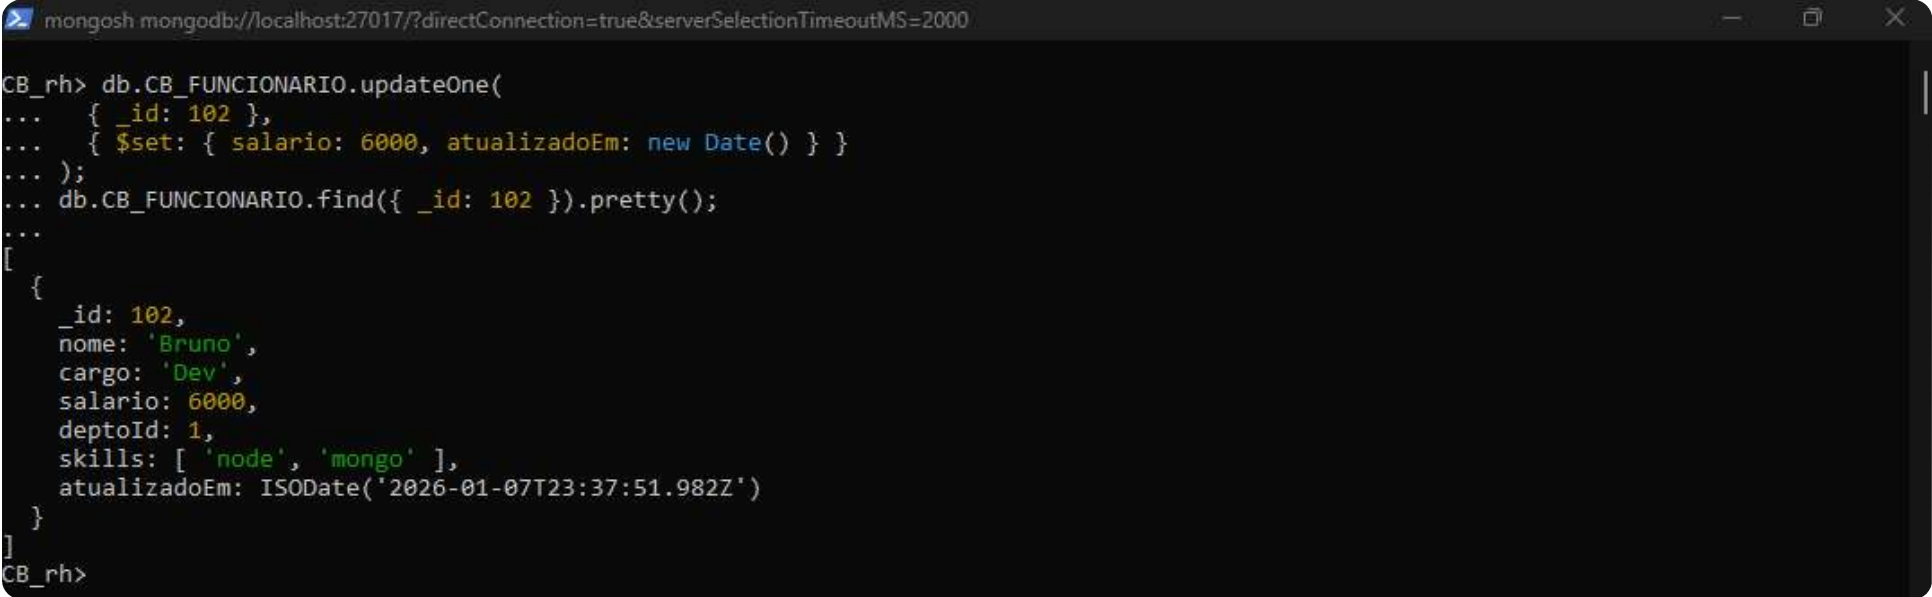 mongosh mongodb://localhost:27017/?directConnection=true&serverSelectionTimeoutMS=2000
CB_rh> db.CB_FUNCIONARIO.updateOne(
...   { _id: 102 },
...   { $set: { salario: 6000, atualizadoEm: new Date() } }
... );
... db.CB_FUNCIONARIO.find({ _id: 102 }).pretty();
...
[
  {
    _id: 102,
    nome: 'Bruno',
    cargo: 'Dev',
    salario: 6000,
    deptoId: 1,
    skills: [ 'node', 'mongo' ],
    atualizadoEm: ISODate('2026-01-07T23:37:51.982Z')
  }
]
CB_rh>